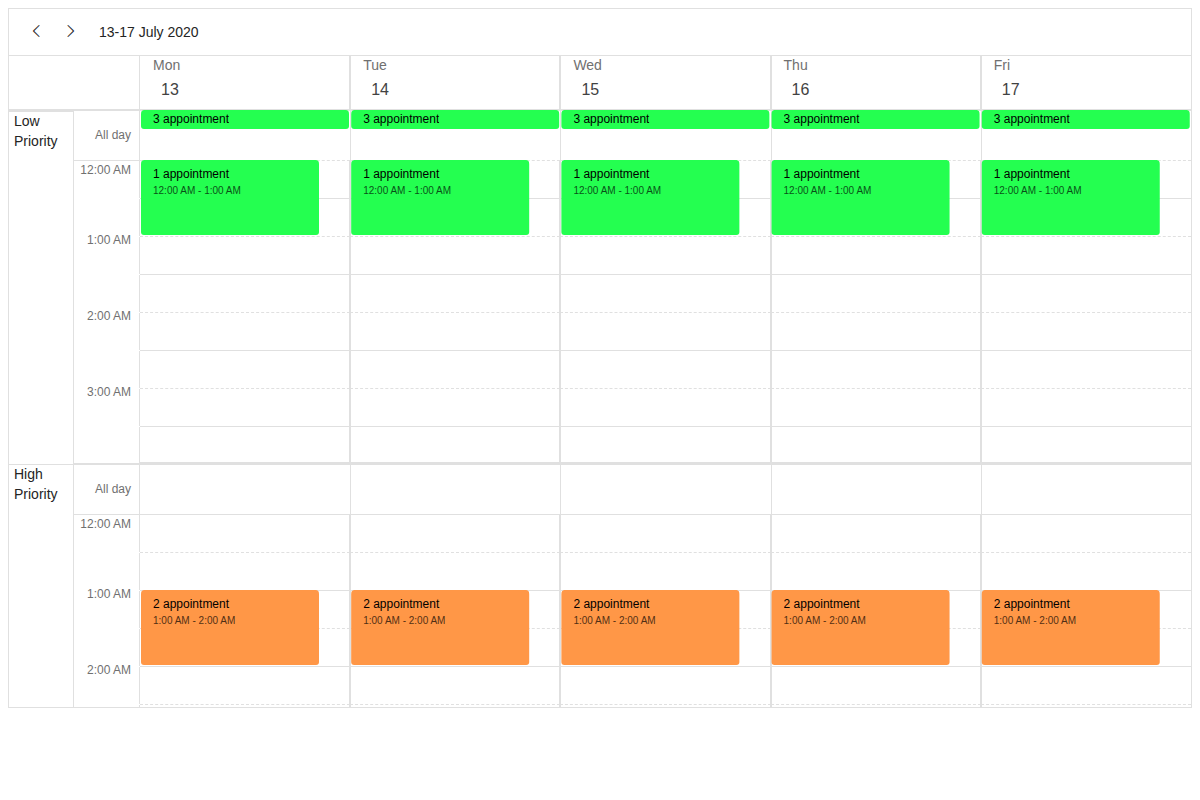 13-17 July 2020
Mon Tue Wed Thu Fri
13 14 15 16 17
Low
Priority
All day
3 appointment 3 appointment 3 appointment 3 appointment 3 appointment
12:00 AM
1 appointment 1 appointment 1 appointment 1 appointment 1 appointment
12:00 AM - 1:00 AM 12:00 AM - 1:00 AM 12:00 AM - 1:00 AM 12:00 AM - 1:00 AM 12:00 AM - 1:00 AM
1:00 AM
2:00 AM
3:00 AM
High
Priority
All day
12:00 AM
1:00 AM
2 appointment 2 appointment 2 appointment 2 appointment 2 appointment
1:00 AM - 2:00 AM 1:00 AM - 2:00 AM 1:00 AM - 2:00 AM 1:00 AM - 2:00 AM 1:00 AM - 2:00 AM
2:00 AM